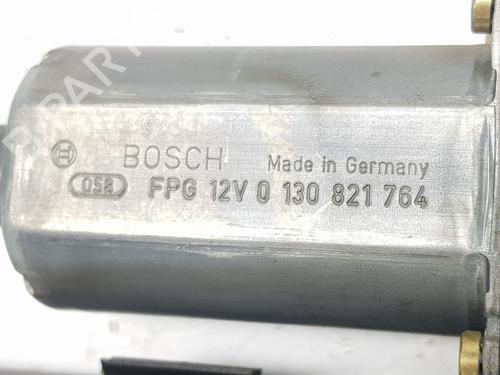 BOSCH Made in Germany
058 FPG 12V 0 130 821 764